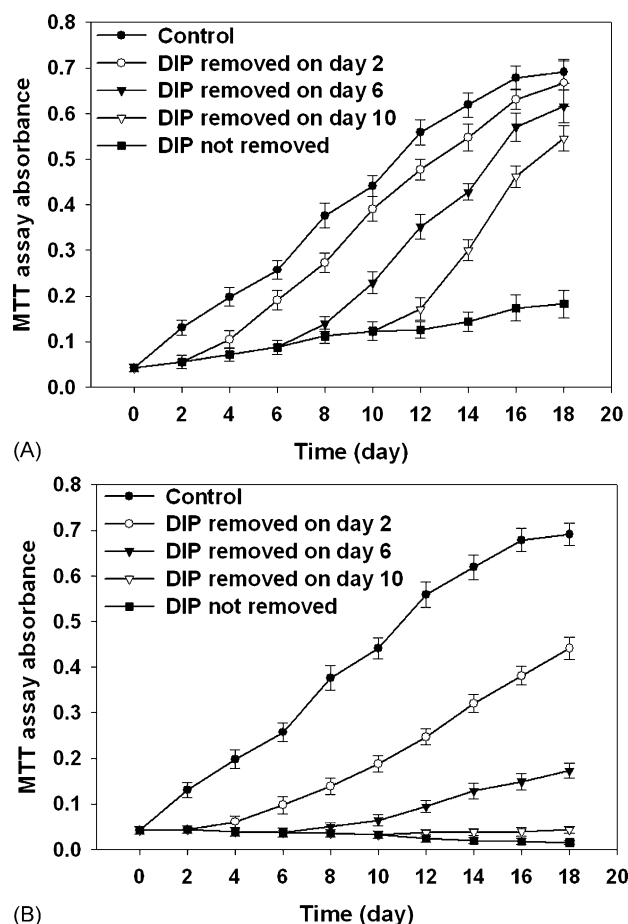 0.8
0.7
0.6
0.5
0.4
0.3
0.2
0.1
0.0
MTT assay absorbance
Control
DIP removed on day 2
DIP removed on day 6
DIP removed on day 10
DIP not removed
0 2 4 6 8 10 12 14 16 18 20
Time (day)
(A)
0.8
0.7
0.6
0.5
0.4
0.3
0.2
0.1
0.0
MTT assay absorbance
Control
DIP removed on day 2
DIP removed on day 6
DIP removed on day 10
DIP not removed
0 2 4 6 8 10 12 14 16 18 20
Time (day)
(B)